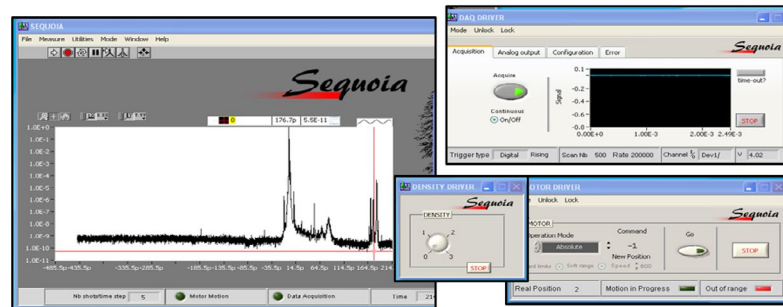 SEQUOIA
File Measure Utilities Mode Window Help
Sequoia
0 176.7p 5.5E-11
1.0E+0
1.0E-1
1.0E-2
1.0E-3
1.0E-4
1.0E-5
1.0E-6
1.0E-7
1.0E-8
1.0E-9
1.0E-10
1.0E-11
-485.5p -435.5p -335.5p -285.5p -185.5p -135.5p -85.5p -35.5p 14.5p 64.5p 114.5p 164.5p
Nb shot/time step 5 Motor Motion Data Acquisition Time
DAQ DRIVER
Mode Unlock Lock
Acquisition Analog output Configuration Error
Sequoia
Acquire
Continuous
On/Off
Signal
0.1
-0.2
-0.4
-0.6
-0.8
0.00E+0 1.00E-3 2.00E-3 2.49E-3
time-out?
STOP
Trigger type Digital Rising Scan Nb 500 Rate 200000 Channel Dev1/ V 4.02
DENSITY DRIVER
Sequoia
DENSITY
0 1 2 3
STOP
MOTOR DRIVER
Unlock Lock
Sequoia
MOTOR
Operation Mode
Absolute
Command
-1
New Position
Soft range Speed 800
Go
STOP
Real Position 2 Motion in Progress Out of range